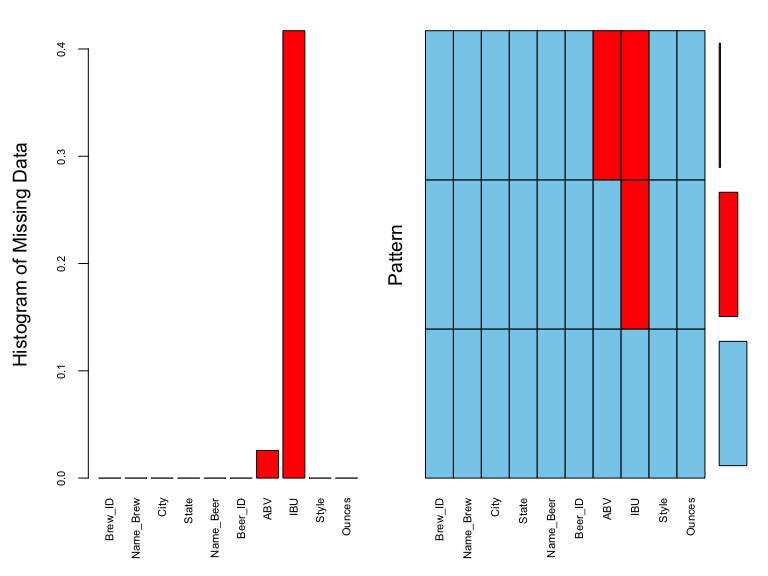 Histogram of Missing Data
0.4
0.3
0.2
0.1
0.0
Brew_ID
Name_Brew
City
State
Name_Beer
Beer_ID
ABV
IBU
Style
Ounces
Pattern
Brew_ID
Name_Brew
City
State
Name_Beer
Beer_ID
ABV
IBU
Style
Ounces